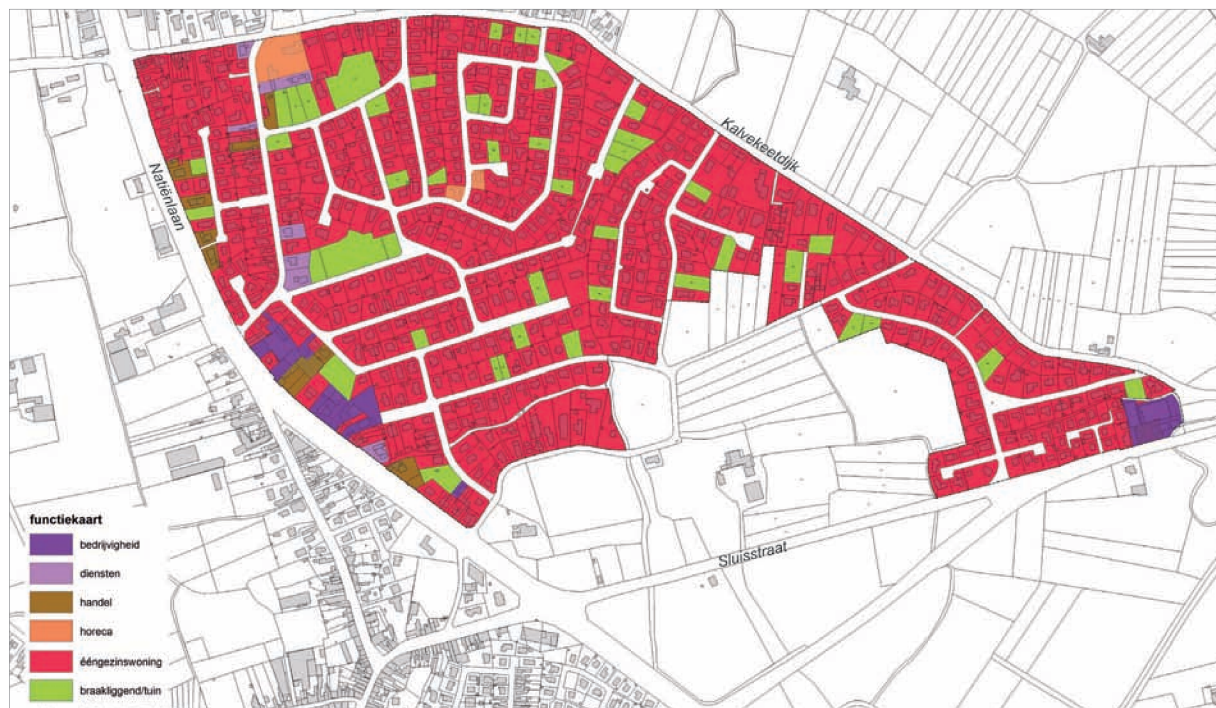 Kalvekeetdijk
Natiënlaan
Sluisstraat
functiekaart
bedrijvigheid
diensten
handel
horeca
ééngezinswoning
braakliggend/tuin